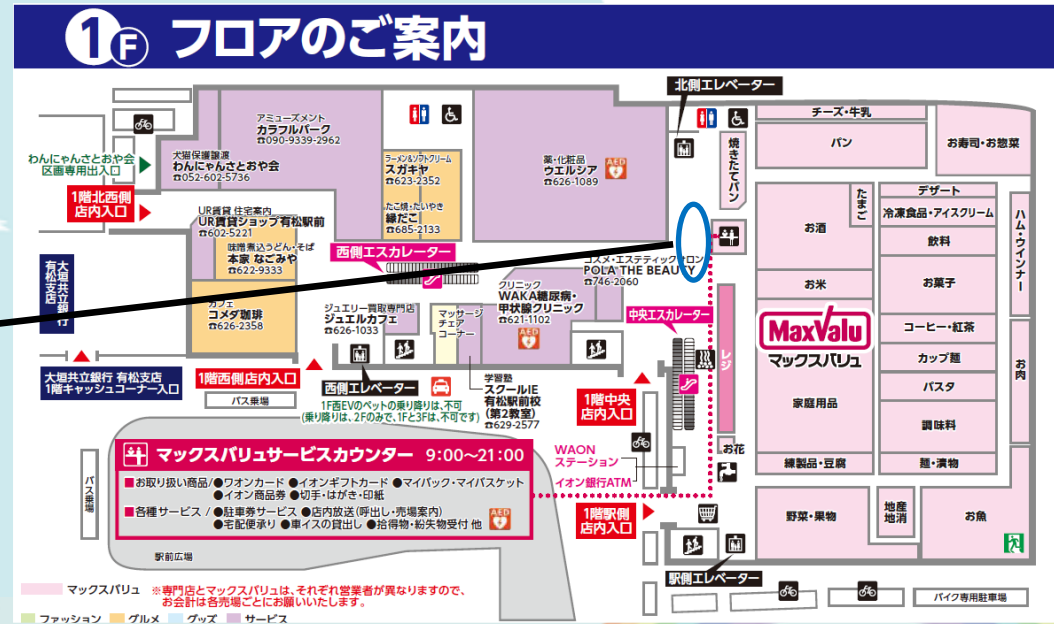 1F フロアのご案内
北側エレベーター
チーズ・牛乳
パン
お寿司・お惣菜
焼きたてパン
アミューズメント
カラフルパーク
☎090-9339-2962
犬猫保護譲渡
わんにゃんさとおや会
☎052-602-5736
わんにゃんさとおや会
区画専用出入口
1階北西側
店内入口
ラーメン&ソフトクリーム
スガキヤ
☎623-2352
たこ焼・たいやき
縁だこ
☎685-2133
薬・化粧品
ウエルシア
☎626-1089
AED
UR賃貸 住宅案内
UR賃貸ショップ有松駅前
☎602-5221
味噌煮込うどん・そば
本家 なごみや
☎622-9333
カフェ
コメダ珈琲
☎626-2358
西側エスカレーター
コスメ・エステティックサロン
POLA THE BEAUTY
☎746-2060
クリニック
WAKA糖尿病・
甲状腺クリニック
☎621-1102
AED
ジュエリー買取専門店
ジュエルカフェ
☎626-1033
マッサージ
チェア
コーナー
中央エスカレーター
大垣共立銀行
有松支店
大垣共立銀行 有松支店
1階キャッシュコーナー入口
1階西側店内入口
バス乗場
西側エレベーター
1F西EVのペットの乗り降りは、不可
(乗り降りは、2Fのみで、1Fと3Fは、不可です)
学習塾
スクールIE
有松駅前校
(第2教室)
☎629-2577
1階中央
店内入口
たまご
お酒
お米
MaxValu
マックスバリュ
家庭用品
練製品・豆腐
デザート
冷凍食品・アイスクリーム
飲料
お菓子
コーヒー・紅茶
カップ麺
パスタ
調味料
麺・漬物
ハム・ウインナー
お肉
レジ
お花
WAON
ステーション
イオン銀行ATM
1階駅側
店内入口
野菜・果物
地産
地消
お魚
駅側エレベーター
バイク専用駐車場
マックスバリュサービスカウンター 9:00〜21:00
■お取り扱い商品/●ワオンカード ●イオンギフトカード ●マイバック・マイバスケット
●イオン商品券 ●切手・はがき・印紙
■各種サービス / ●駐車券サービス ●店内放送(呼出し・売場案内)
●宅配便承り ●車イスの貸出し ●拾得物・紛失物受付 他
AED
バス乗場
駅前広場
マックスバリュ ※専門店とマックスバリュは、それぞれ営業者が異なりますので、
お会計は各売場ごとにお願いいたします。
ファッション グルメ グッズ サービス